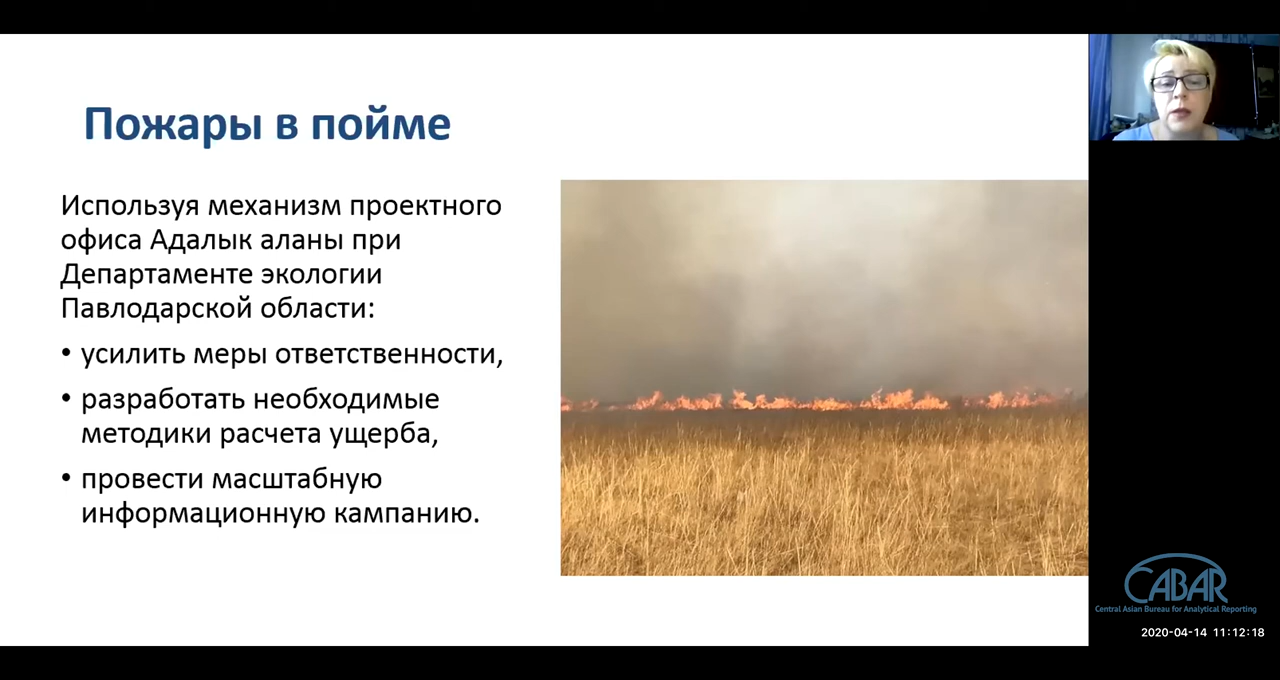 Пожары в пойме
Используя механизм проектного
офиса Адалык аланы при
Департаменте экологии
Павлодарской области:
• усилить меры ответственности,
• разработать необходимые
методики расчета ущерба,
• провести масштабную
информационную кампанию.
CABAR
Central Asian Bureau for Analytical Reporting
2020-04-14 11:12:18